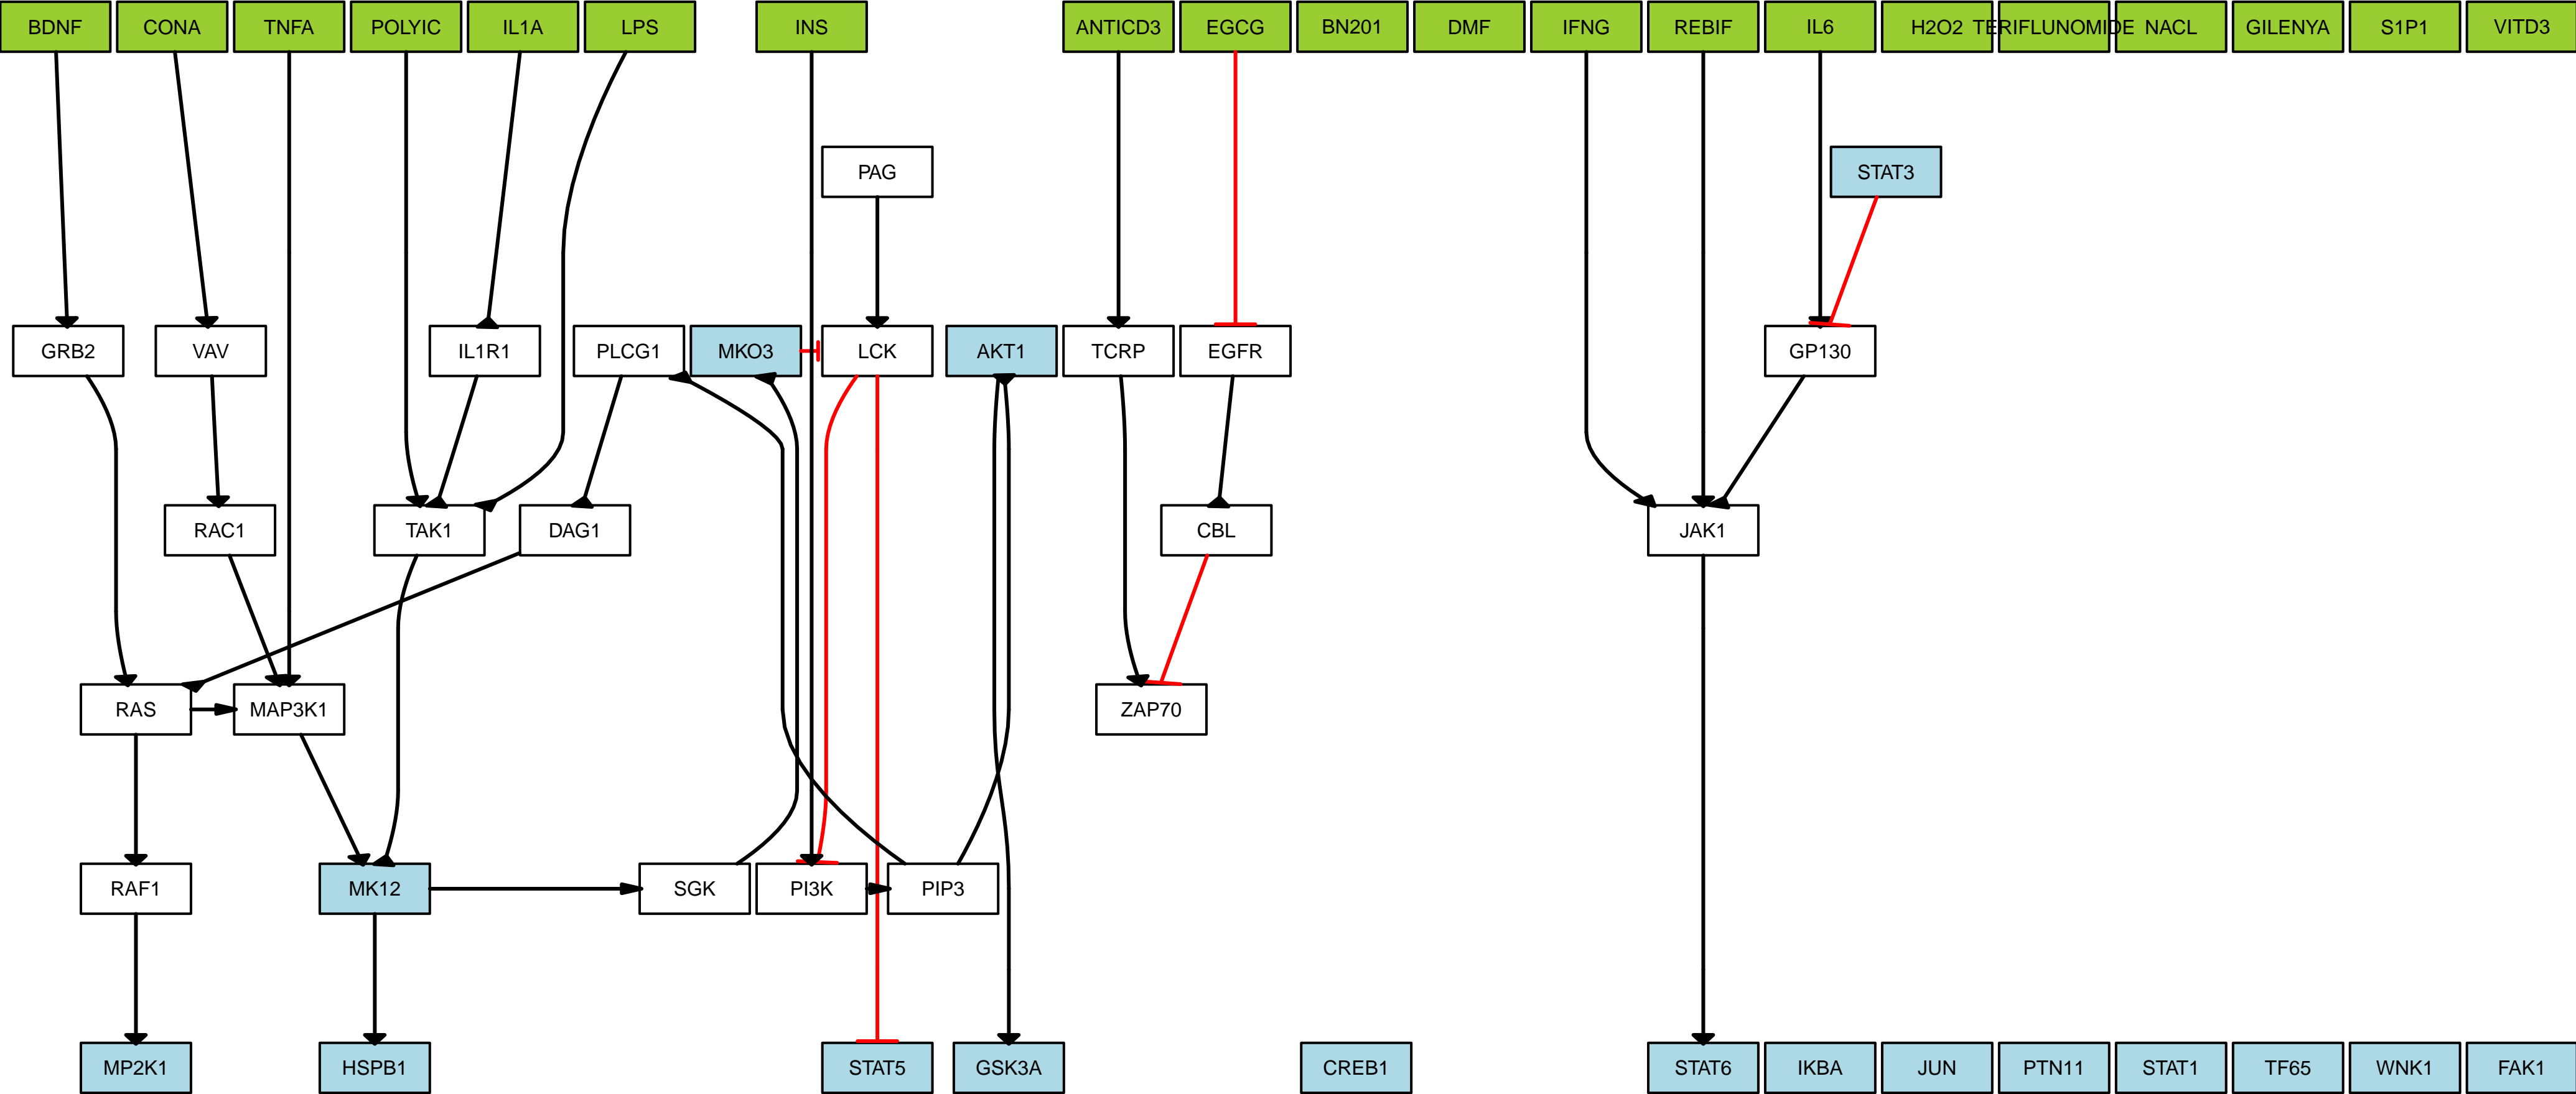 BDNF
CONA
TNFA
POLYIC
IL1A
LPS
INS
ANTICD3
EGCG
BN201
DMF
IFNG
REBIF
IL6
H2O2
TERIFLUNOMIDE
NACL
GILENYA
S1P1
VITD3
PAG
STAT3
GRB2
VAV
IL1R1
PLCG1
MKO3
LCK
AKT1
TCRP
EGFR
GP130
RAC1
TAK1
DAG1
CBL
JAK1
RAS
MAP3K1
ZAP70
RAF1
MK12
SGK
PI3K
PIP3
MP2K1
HSPB1
STAT5
GSK3A
CREB1
STAT6
IKBA
JUN
PTN11
STAT1
TF65
WNK1
FAK1